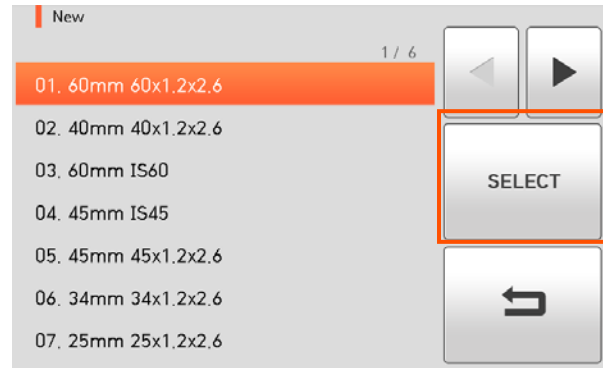 New
1 / 6
01. 60mm 60x1.2x2.6
02. 40mm 40x1.2x2.6
03. 60mm IS60
04. 45mm IS45
05. 45mm 45x1.2x2.6
06. 34mm 34x1.2x2.6
07. 25mm 25x1.2x2.6
SELECT